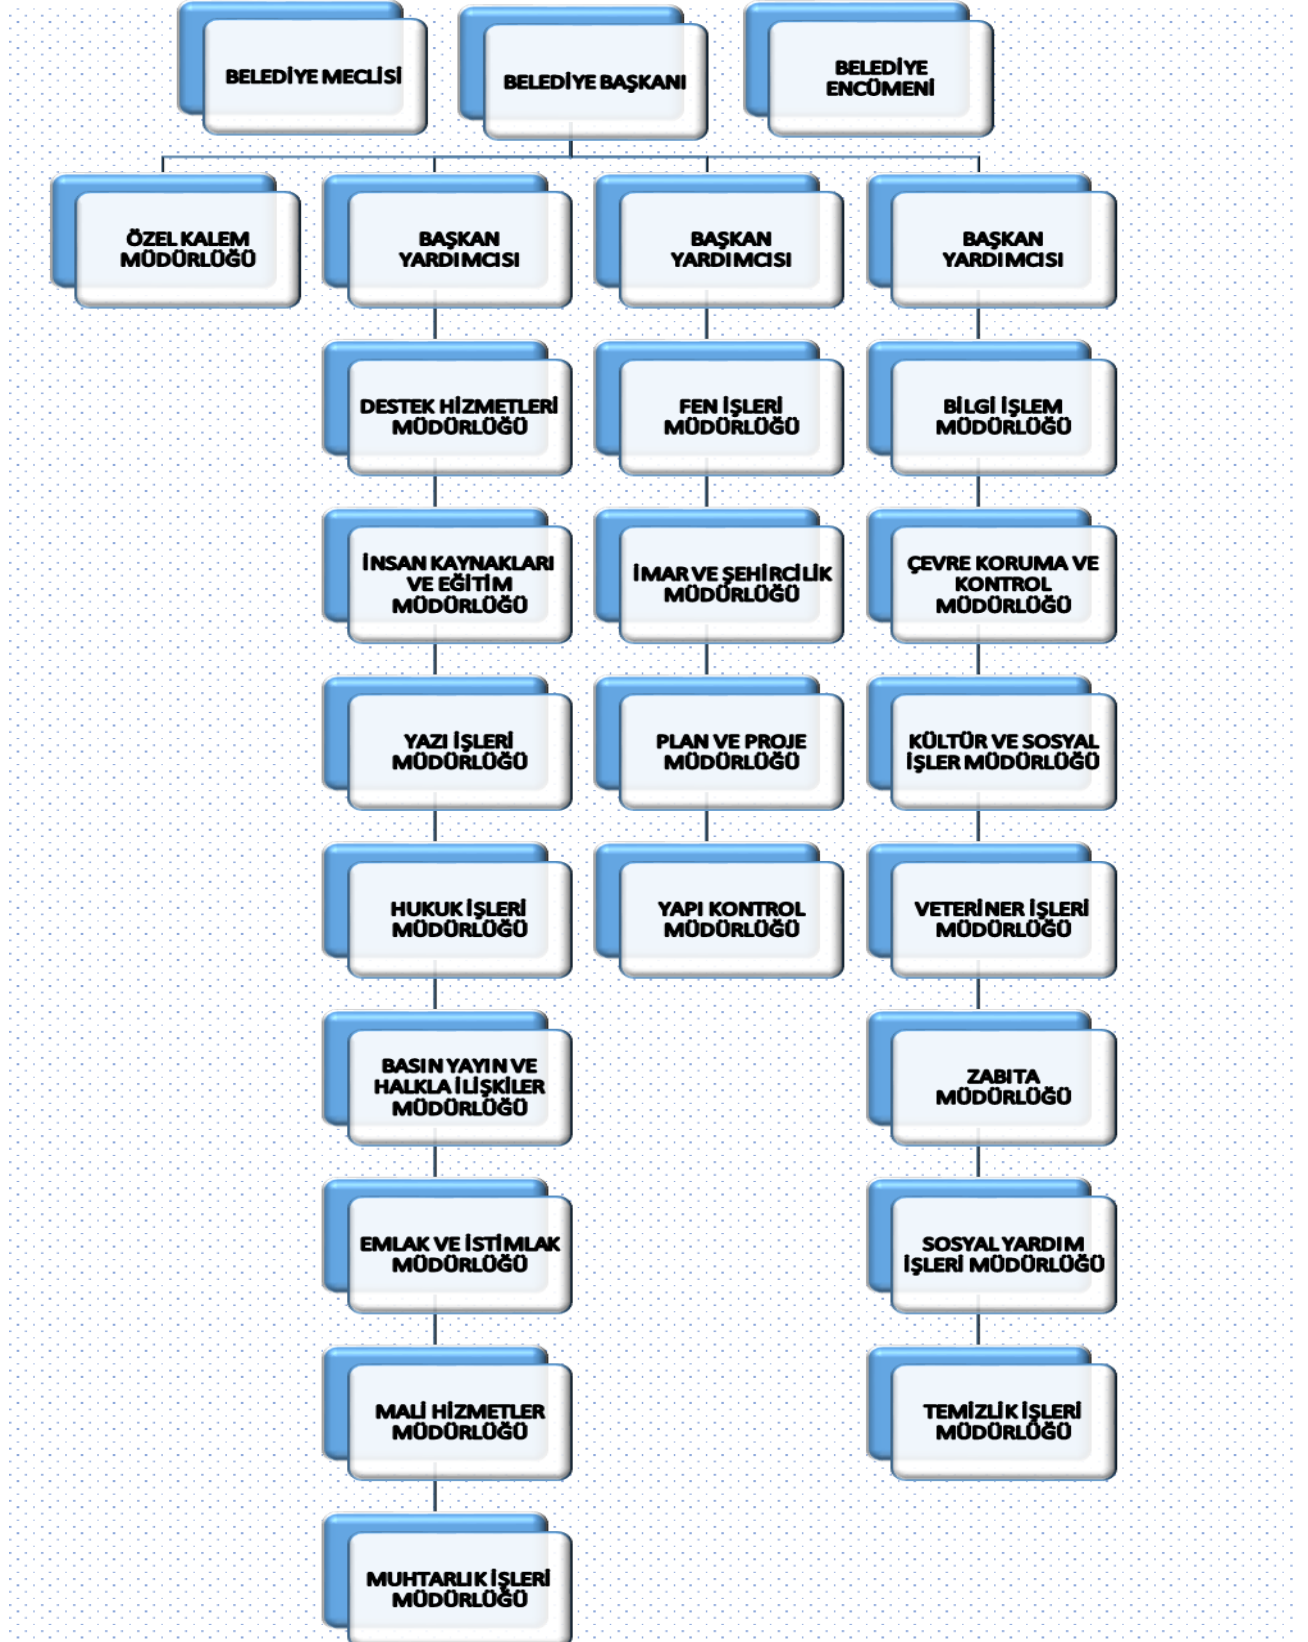 BELEDİYE MECLİSİ
BELEDİYE BAŞKANI
BELEDİYE
ENCÜMENİ
ÖZEL KALEM
MÜDÜRLÜĞÜ
BAŞKAN
YARDIMCISI
BAŞKAN
YARDIMCISI
BAŞKAN
YARDIMCISI
DESTEK HİZMETLERİ
MÜDÜRLÜĞÜ
FEN İŞLERİ
MÜDÜRLÜĞÜ
BİLGİ İŞLEM
MÜDÜRLÜĞÜ
İNSAN KAYNAKLARI
VE EĞİTİM
MÜDÜRLÜĞÜ
İMAR VE ŞEHİRCİLİK
MÜDÜRLÜĞÜ
ÇEVRE KORUMA VE
KONTROL
MÜDÜRLÜĞÜ
YAZI İŞLERİ
MÜDÜRLÜĞÜ
PLAN VE PROJE
MÜDÜRLÜĞÜ
KÜLTÜR VE SOSYAL
İŞLER MÜDÜRLÜĞÜ
HUKUK İŞLERİ
MÜDÜRLÜĞÜ
YAPI KONTROL
MÜDÜRLÜĞÜ
VETERİNER İŞLERİ
MÜDÜRLÜĞÜ
BASIN YAYIN VE
HALKLA İLİŞKİLER
MÜDÜRLÜĞÜ
ZABITA
MÜDÜRLÜĞÜ
EMLAK VE İSTİMLAK
MÜDÜRLÜĞÜ
SOSYAL YARDIM
İŞLERİ MÜDÜRLÜĞÜ
MALİ HİZMETLER
MÜDÜRLÜĞÜ
TEMİZLİK İŞLERİ
MÜDÜRLÜĞÜ
MUHTARLIK İŞLERİ
MÜDÜRLÜĞÜ